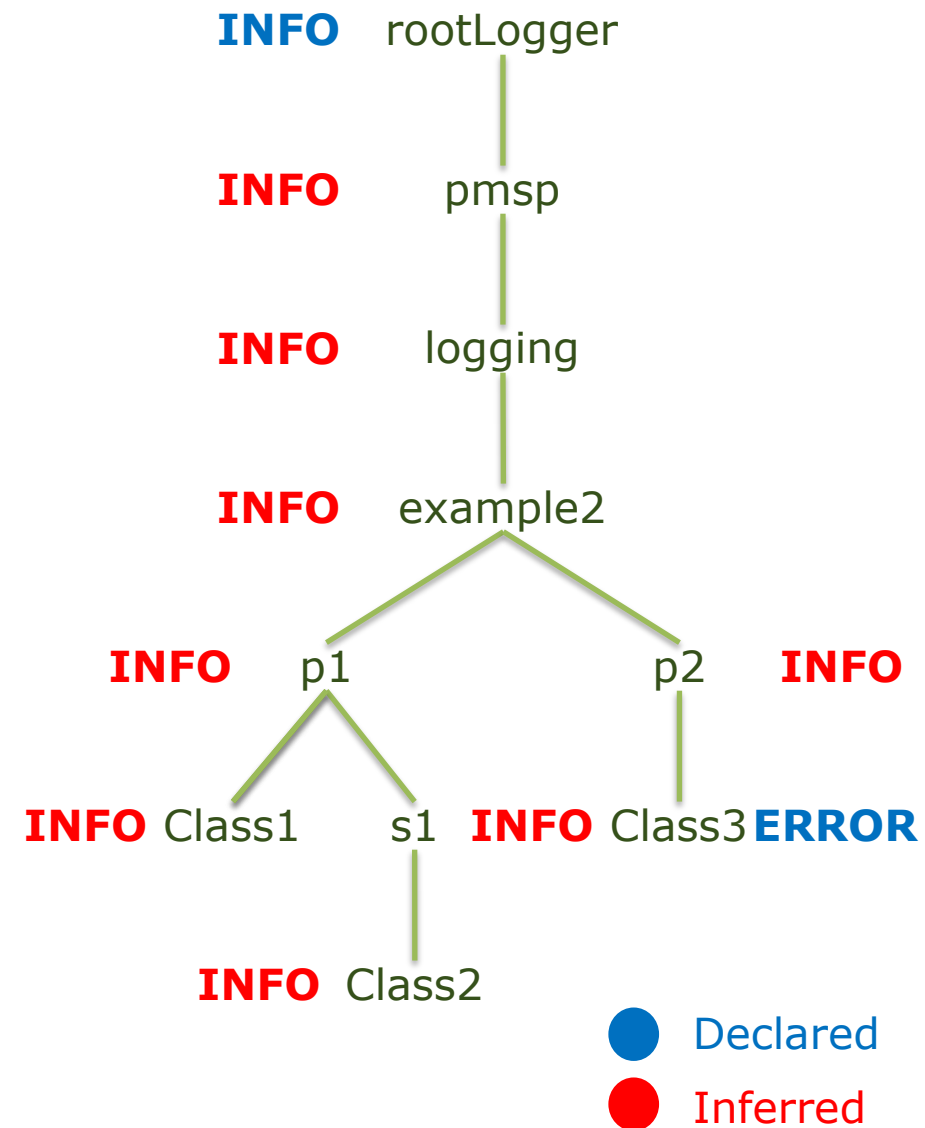 INFO rootLogger
INFO pmsp
INFO logging
INFO example2
INFO p1 p2 INFO
INFO Class1 s1 INFO Class3 ERROR
INFO Class2
Declared
Inferred